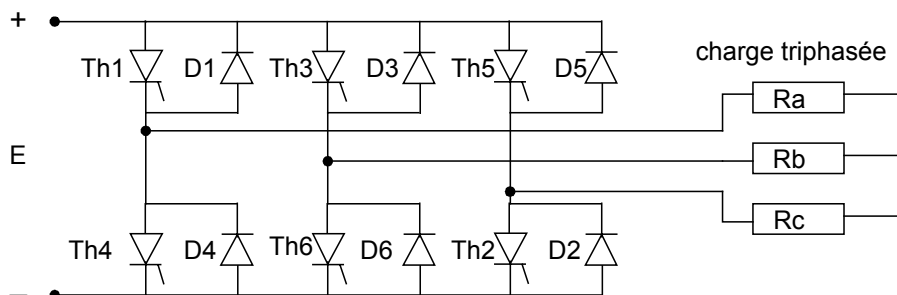 +
Th1 D1 Th3 D3 Th5 D5
charge triphasée
Ra
E
Rb
Rc
Th4 D4 Th6 D6 Th2 D2
–